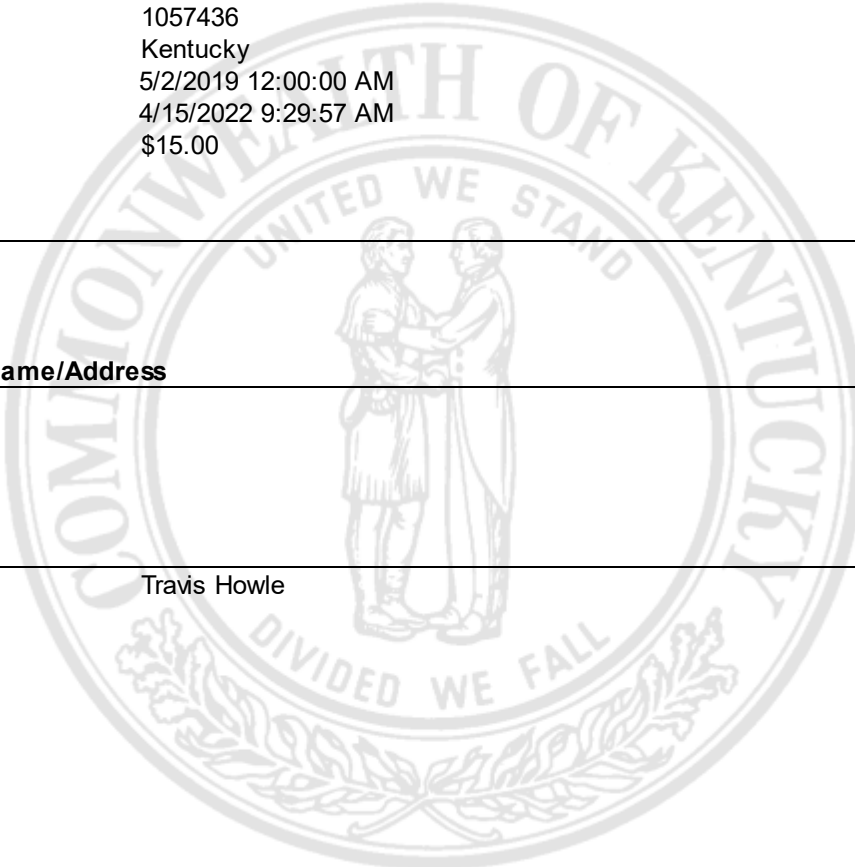 1057436
Kentucky
5/2/2019 12:00:00 AM
4/15/2022 9:29:57 AM
$15.00
COMMONWEALTH OF KENTUCKY
UNITED WE STAND
ame/Address
Travis Howle
DIVIDED WE FALL